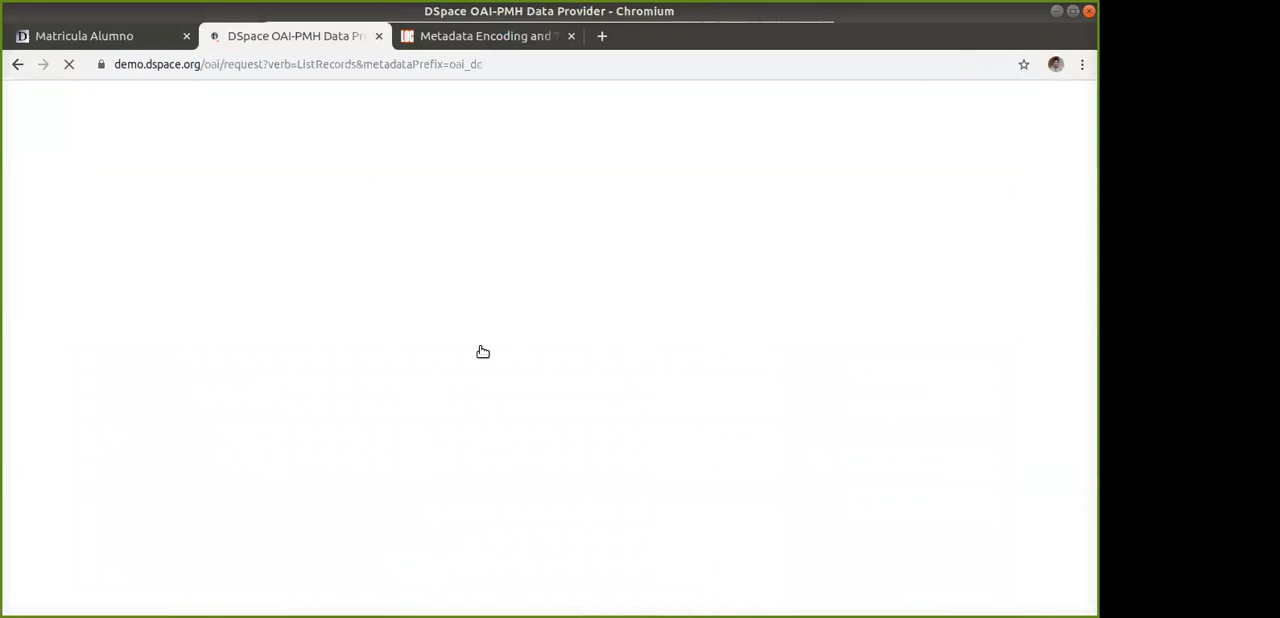 DSpace OAI-PMH Data Provider - Chromium
Matricula Alumno
DSpace OAI-PMH Data Pr
Metadata Encoding and T
demo.dspace.org/oai/request?verb=ListRecords&metadataPrefix=oai_dc